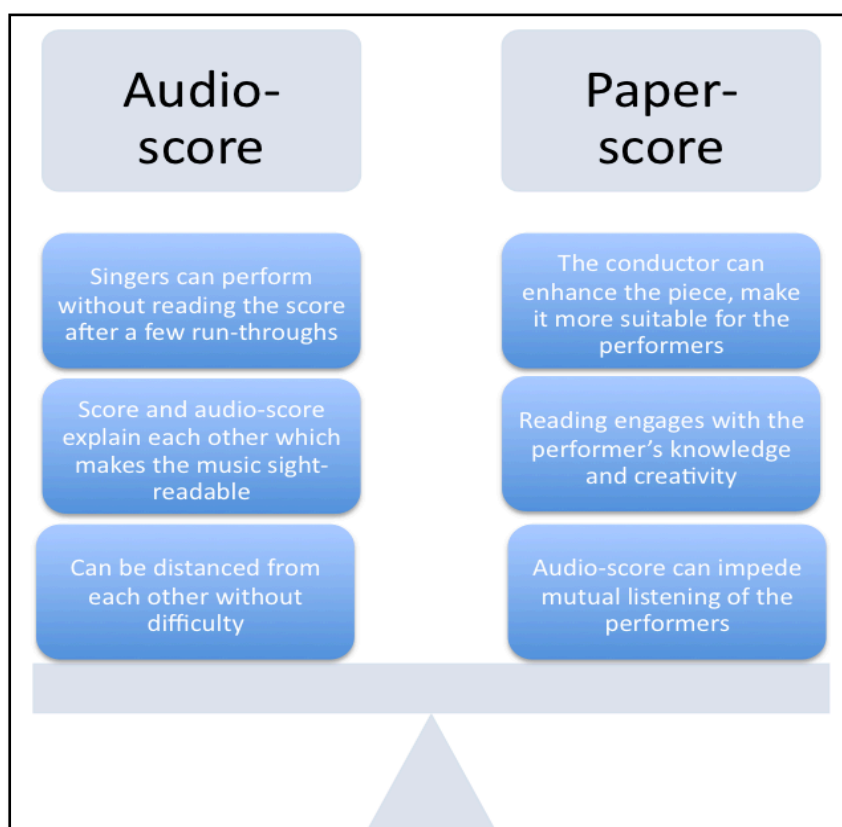 Audio-
score
Singers can perform
without reading the score
after a few run-throughs
Score and audio-score
explain each other which
makes the music sight-
readable
Can be distanced from
each other without
difficulty
Paper-
score
The conductor can
enhance the piece, make
it more suitable for the
performers
Reading engages with the
performer’s knowledge
and creativity
Audio-score can impede
mutual listening of the
performers